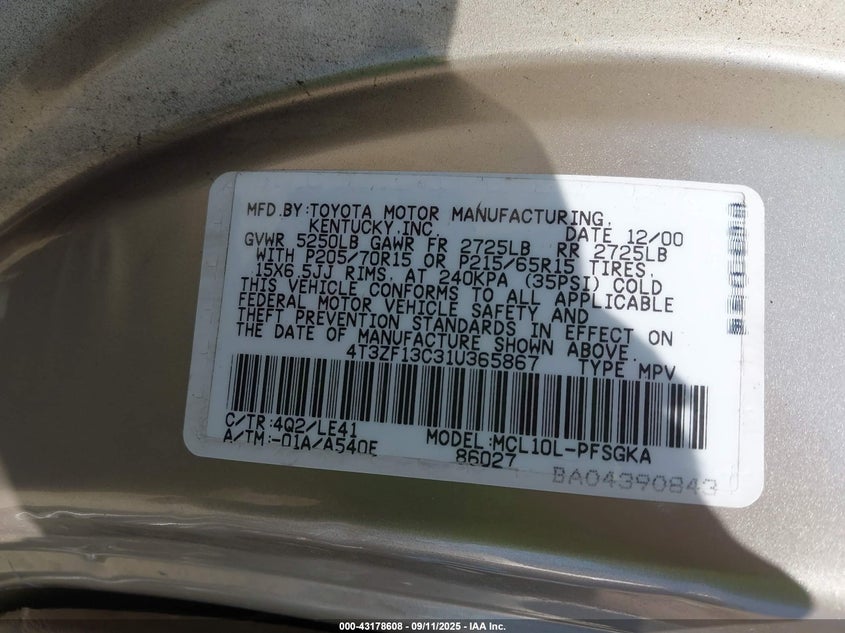 MFD.BY:TOYOTA MOTOR MANUFACTURING,
KENTUCKY,INC. DATE 12/00
GVWR 5250LB GAWR FR 2725LB RR 2725LB
WITH P205/70R15 OR P215/65R15 TIRES,
15X6.5JJ RIMS, AT 240KPA (35PSI) COLD
THIS VEHICLE CONFORMS TO ALL APPLICABLE
FEDERAL MOTOR VEHICLE SAFETY AND
THEFT PREVENTION STANDARDS IN EFFECT ON
THE DATE OF MANUFACTURE SHOWN ABOVE.
4T3ZF13C31U365867 TYPE MPV
C/TR:4Q2/LE41 MODEL:MCL10L-PFSGKA
A/TM:-01A/A540E 86027
BA04390843
000-43178608 - 09/11/2025 - IAA Inc.